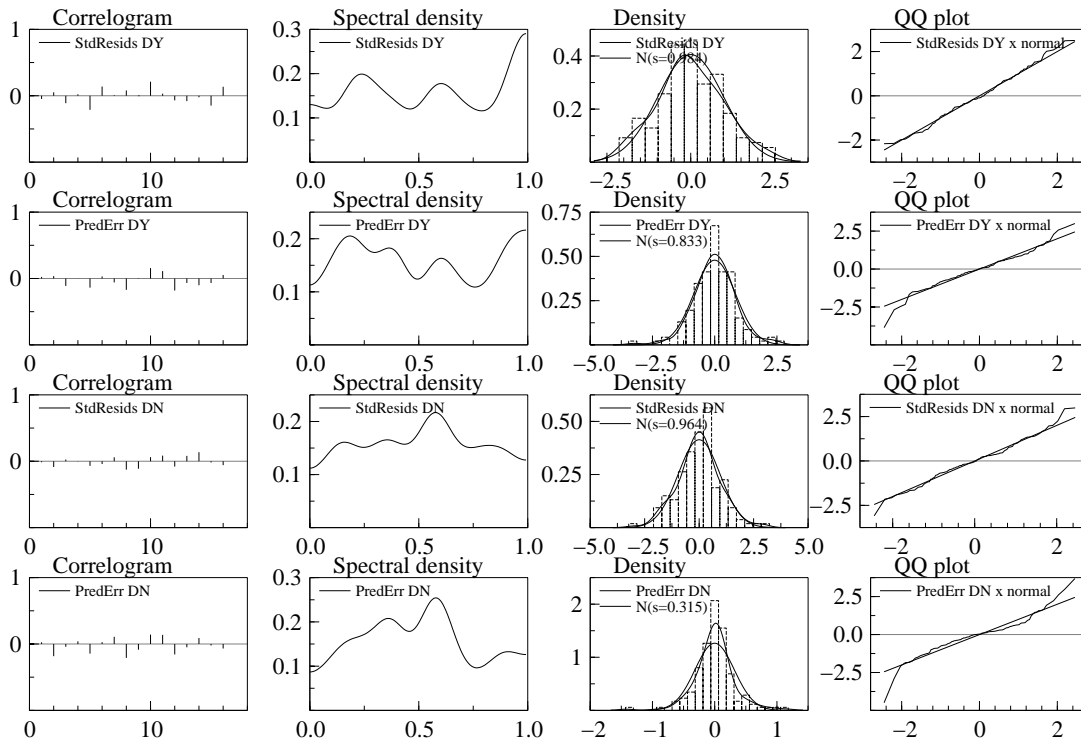 Correlogram
Spectral density
Density
QQ plot
1
StdResids DY
0
0 10
0.3
StdResids DY
0.2
0.1
0.0 0.5 1.0
0.4
StdResids DY
N(s=0.984)
0.2
−2.5 0.0 2.5
2
StdResids DY x normal
0
−2
−2 0 2
Correlogram
Spectral density
Density
QQ plot
1
PredErr DY
0
0 10
PredErr DY
0.2
0.1
0.0 0.5 1.0
0.75
PredErr DY
N(s=0.833)
0.50
0.25
−5.0 −2.5 0.0 2.5
2.5
PredErr DY x normal
0.0
−2.5
−2 0 2
Correlogram
Spectral density
Density
QQ plot
1
StdResids DN
0
0 10
StdResids DN
0.2
0.1
0.0 0.5 1.0
StdResids DN
0.50
N(s=0.964)
0.25
−5.0 −2.5 0.0 2.5 5.0
2.5
StdResids DN x normal
0.0
−2.5
−2 0 2
Correlogram
Spectral density
Density
QQ plot
1
PredErr DN
0
0 10
0.3
PredErr DN
0.2
0.1
0.0 0.5 1.0
PredErr DN
2
N(s=0.315)
1
−2 −1 0 1
2.5
PredErr DN x normal
0.0
−2.5
−2 0 2